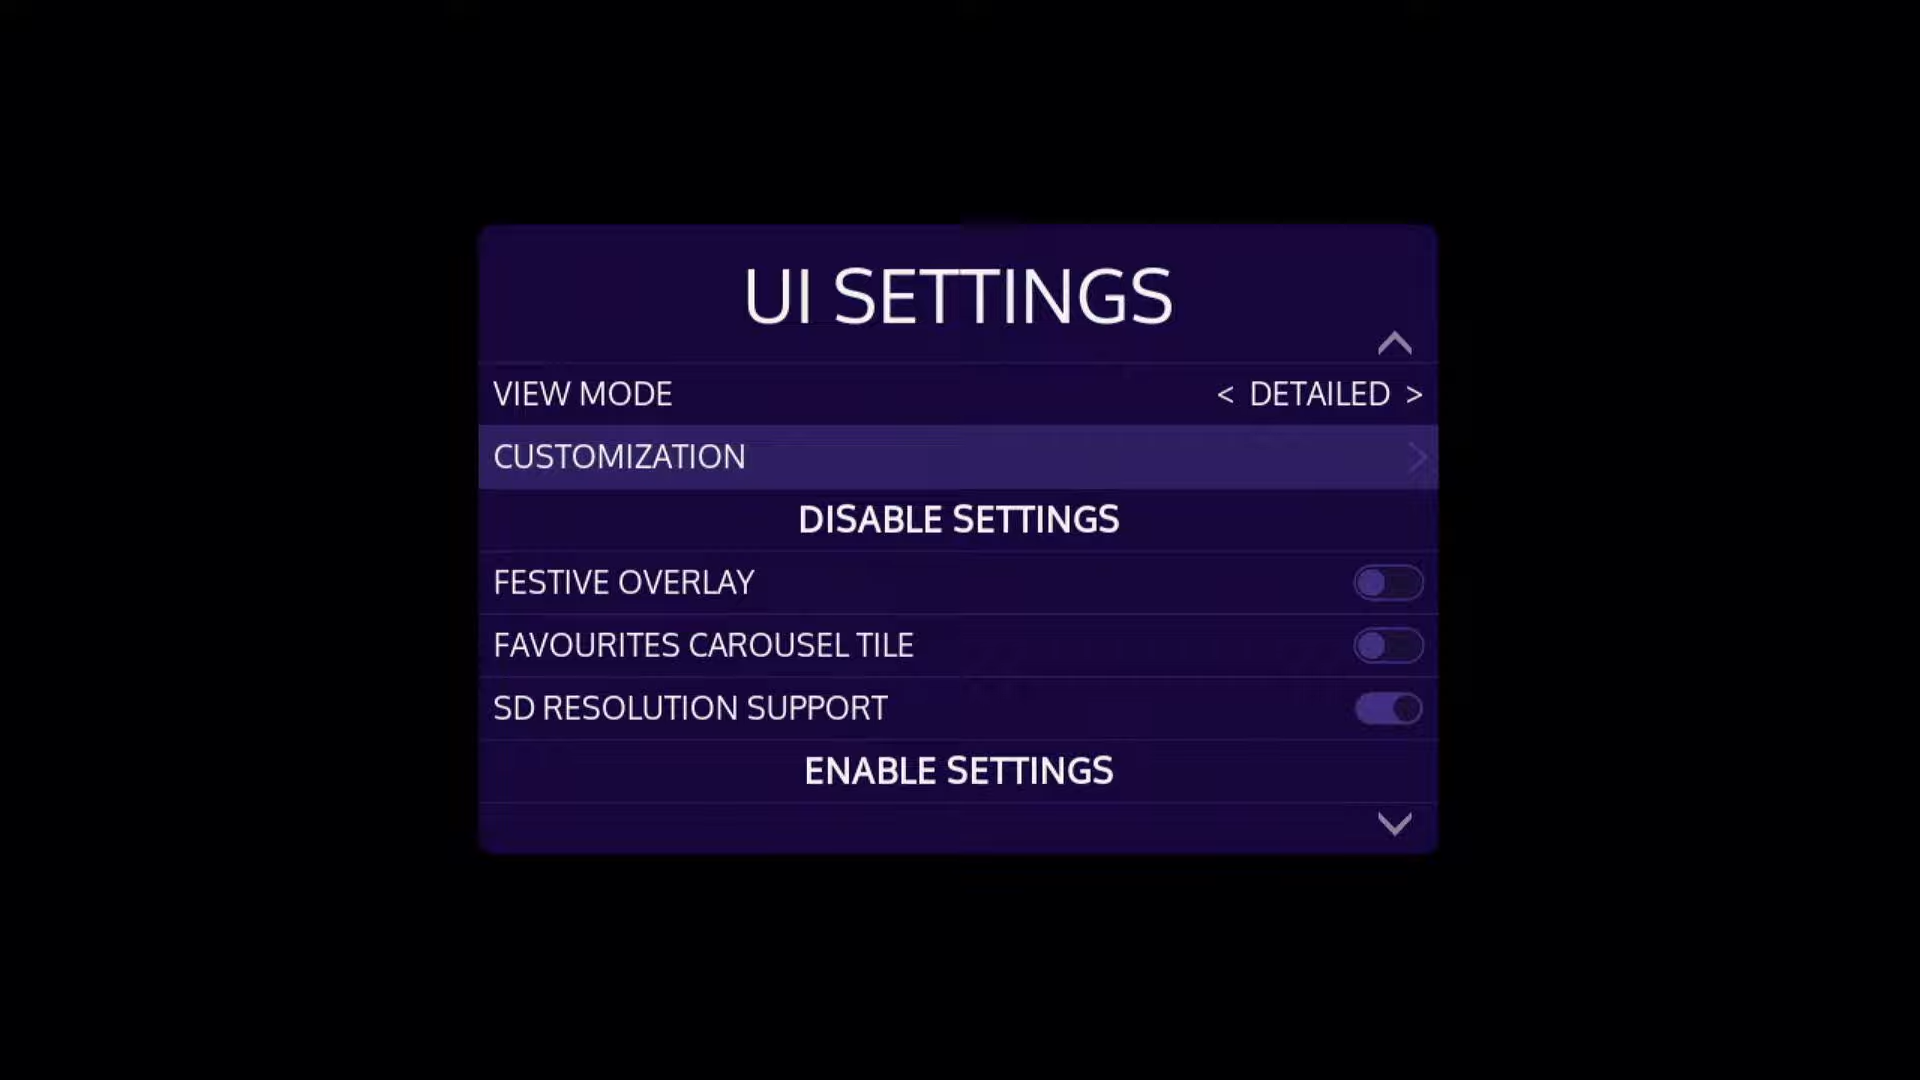 UI SETTINGS
VIEW MODE < DETAILED >
CUSTOMIZATION
DISABLE SETTINGS
FESTIVE OVERLAY
FAVOURITES CAROUSEL TILE
SD RESOLUTION SUPPORT
ENABLE SETTINGS